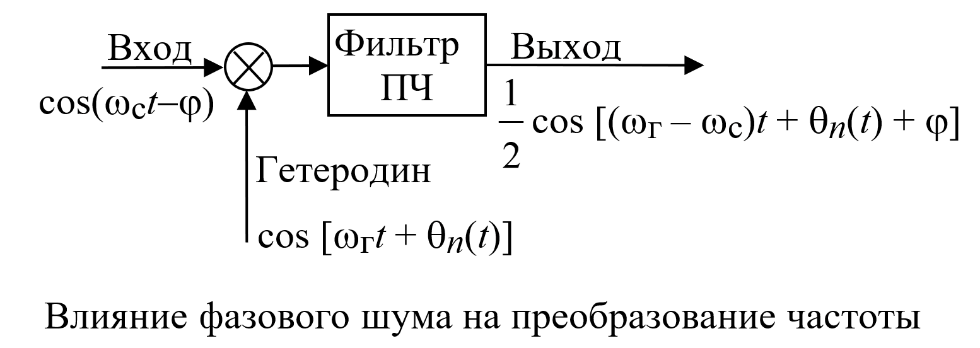 Вход
cos(ωсt–φ)
Фильтр
ПЧ
Выход
1/2 cos [(ωг – ωс)t + θn(t) + φ]
Гетеродин
cos [ωгt + θn(t)]
Влияние фазового шума на преобразование частоты